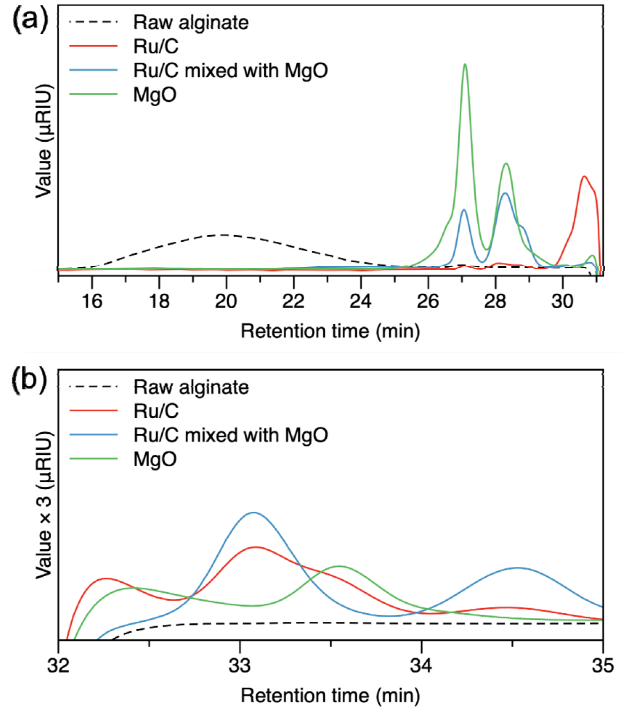 (a)
Raw alginate
Ru/C
Ru/C mixed with MgO
MgO
Value (μRIU)
16 18 20 22 24 26 28 30
Retention time (min)
(b)
Raw alginate
Ru/C
Ru/C mixed with MgO
MgO
Value × 3 (μRIU)
32 33 34 35
Retention time (min)